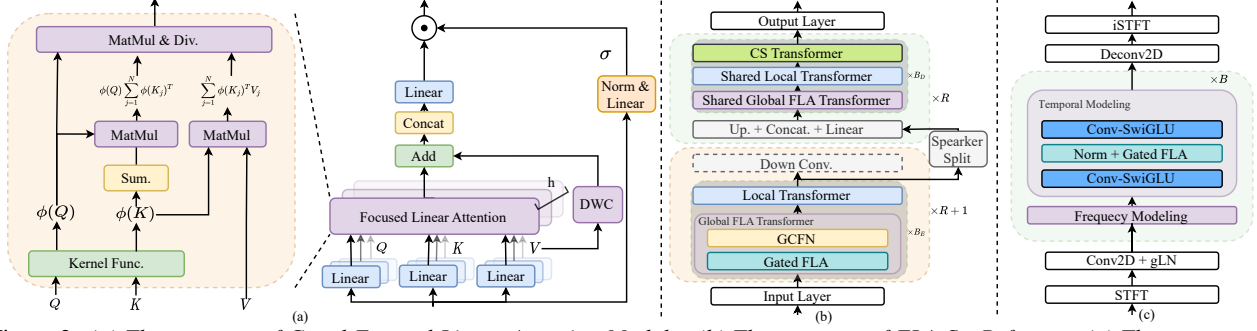 MatMul & Div.
ϕ(Q) ∑_{j=1}^{N} ϕ(K_j)^T
∑_{j=1}^{N} ϕ(K_j)^T V_j
MatMul
MatMul
Sum.
ϕ(Q)
ϕ(K)
Kernel Func.
Q
K
V
σ
Norm &
Linear
Linear
Concat
Add
h
Focused Linear Attention
DWC
Q
K
V
Linear
Linear
Linear
(a)
Output Layer
CS Transformer
Shared Local Transformer
×B_D
Shared Global FLA Transformer
×R
Up. + Concat. + Linear
Spearker
Split
Down Conv.
Local Transformer
×R + 1
Global FLA Transformer
GCFN
×B_E
Gated FLA
Input Layer
(b)
iSTFT
Deconv2D
×B
Temporal Modeling
Conv-SwiGLU
Norm + Gated FLA
Conv-SwiGLU
Frequecy Modeling
Conv2D + gLN
STFT
(c)